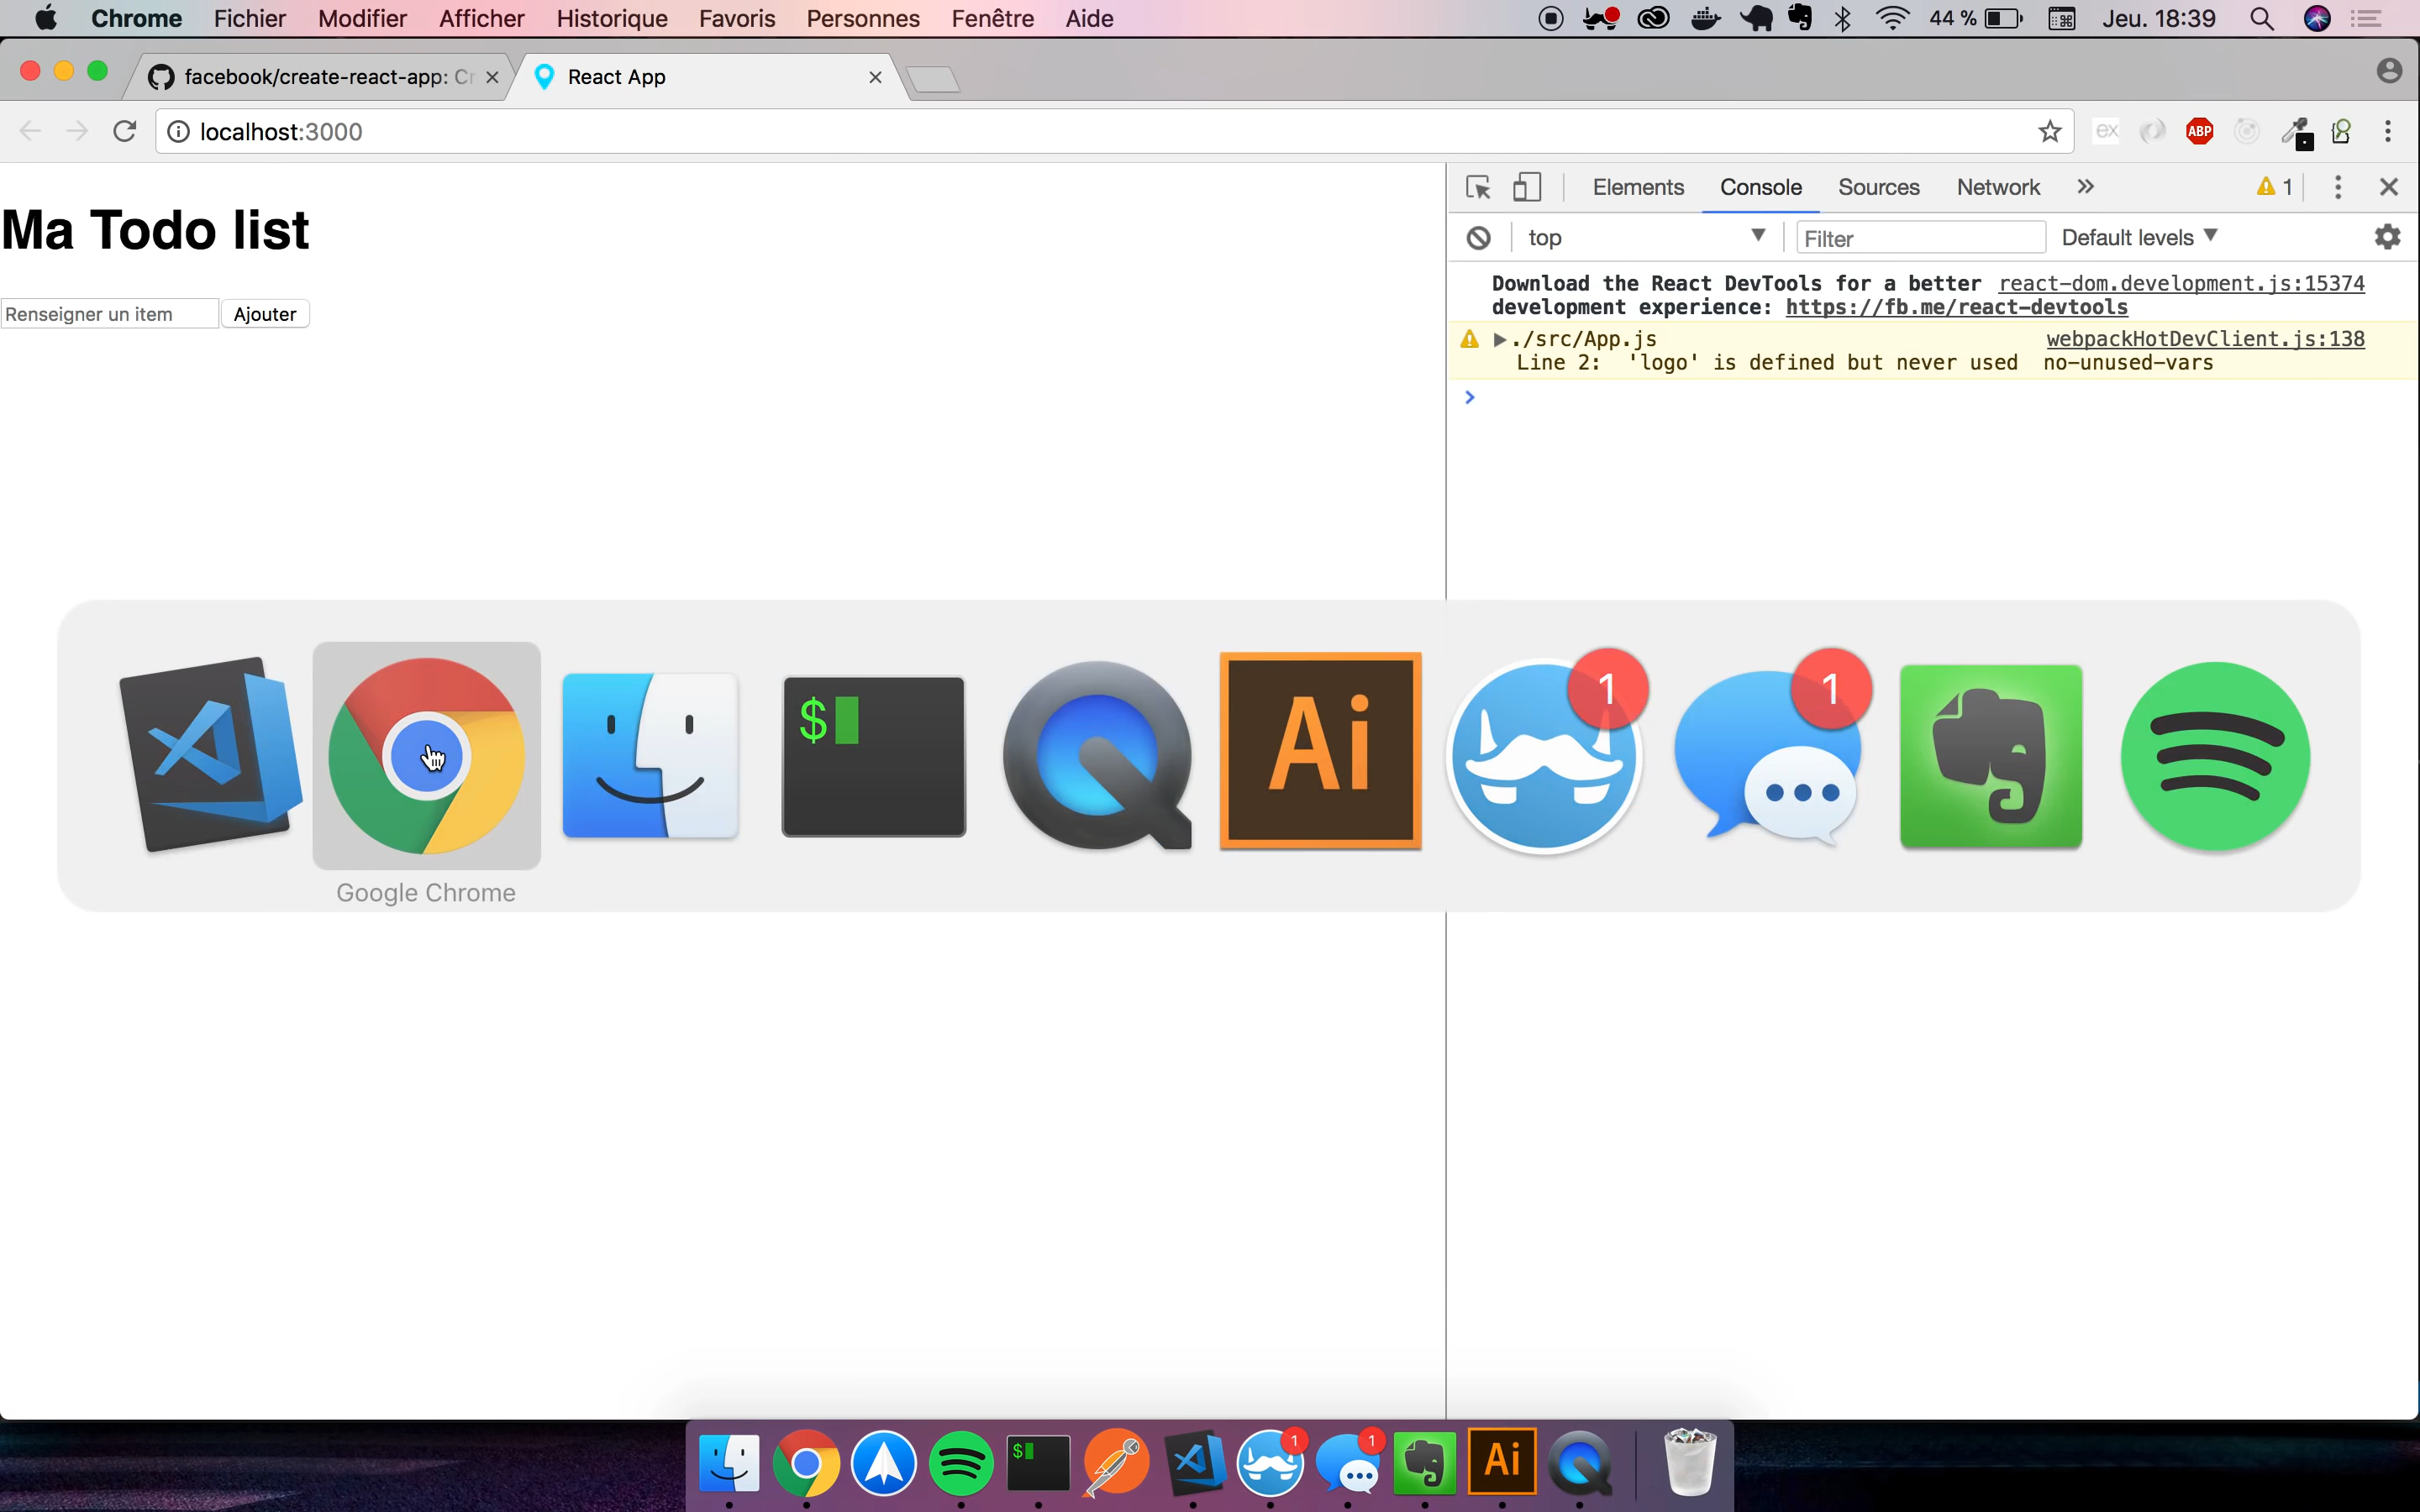 Chrome Fichier Modifier Afficher Historique Favoris Personnes Fenêtre Aide 44 % Jeu. 18:39
facebook/create-react-app: Cr React App
localhost:3000 ex ABP
Ma Todo list
Renseigner un item Ajouter
Elements Console Sources Network 1
top Filter Default levels
Download the React DevTools for a better react-dom.development.js:15374
development experience: https://fb.me/react-devtools
./src/App.js webpackHotDevClient.js:138
Line 2: 'logo' is defined but never used no-unused-vars
$ Ai 1 1
Google Chrome
$ 1 1 Ai